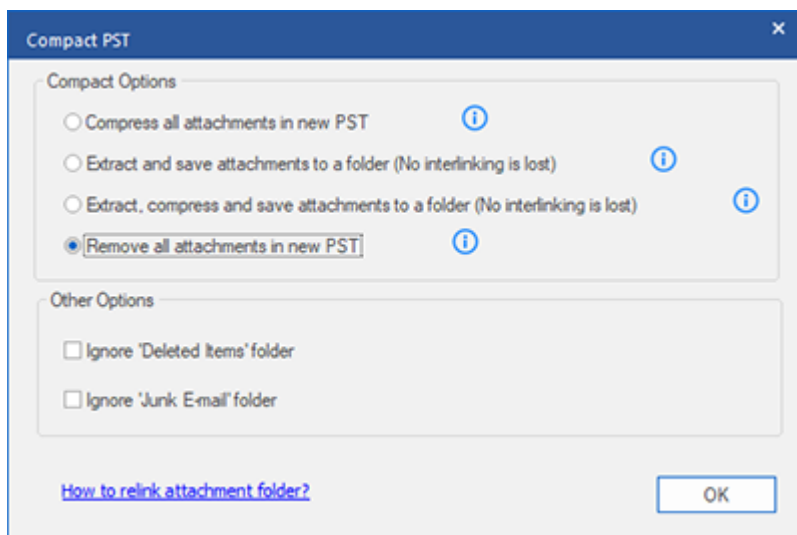 Compact PST
Compact Options
Compress all attachments in new PST
Extract and save attachments to a folder (No interlinking is lost)
Extract, compress and save attachments to a folder (No interlinking is lost)
Remove all attachments in new PST
Other Options
Ignore 'Deleted Items' folder
Ignore 'Junk E-mail' folder
How to relink attachment folder?
OK